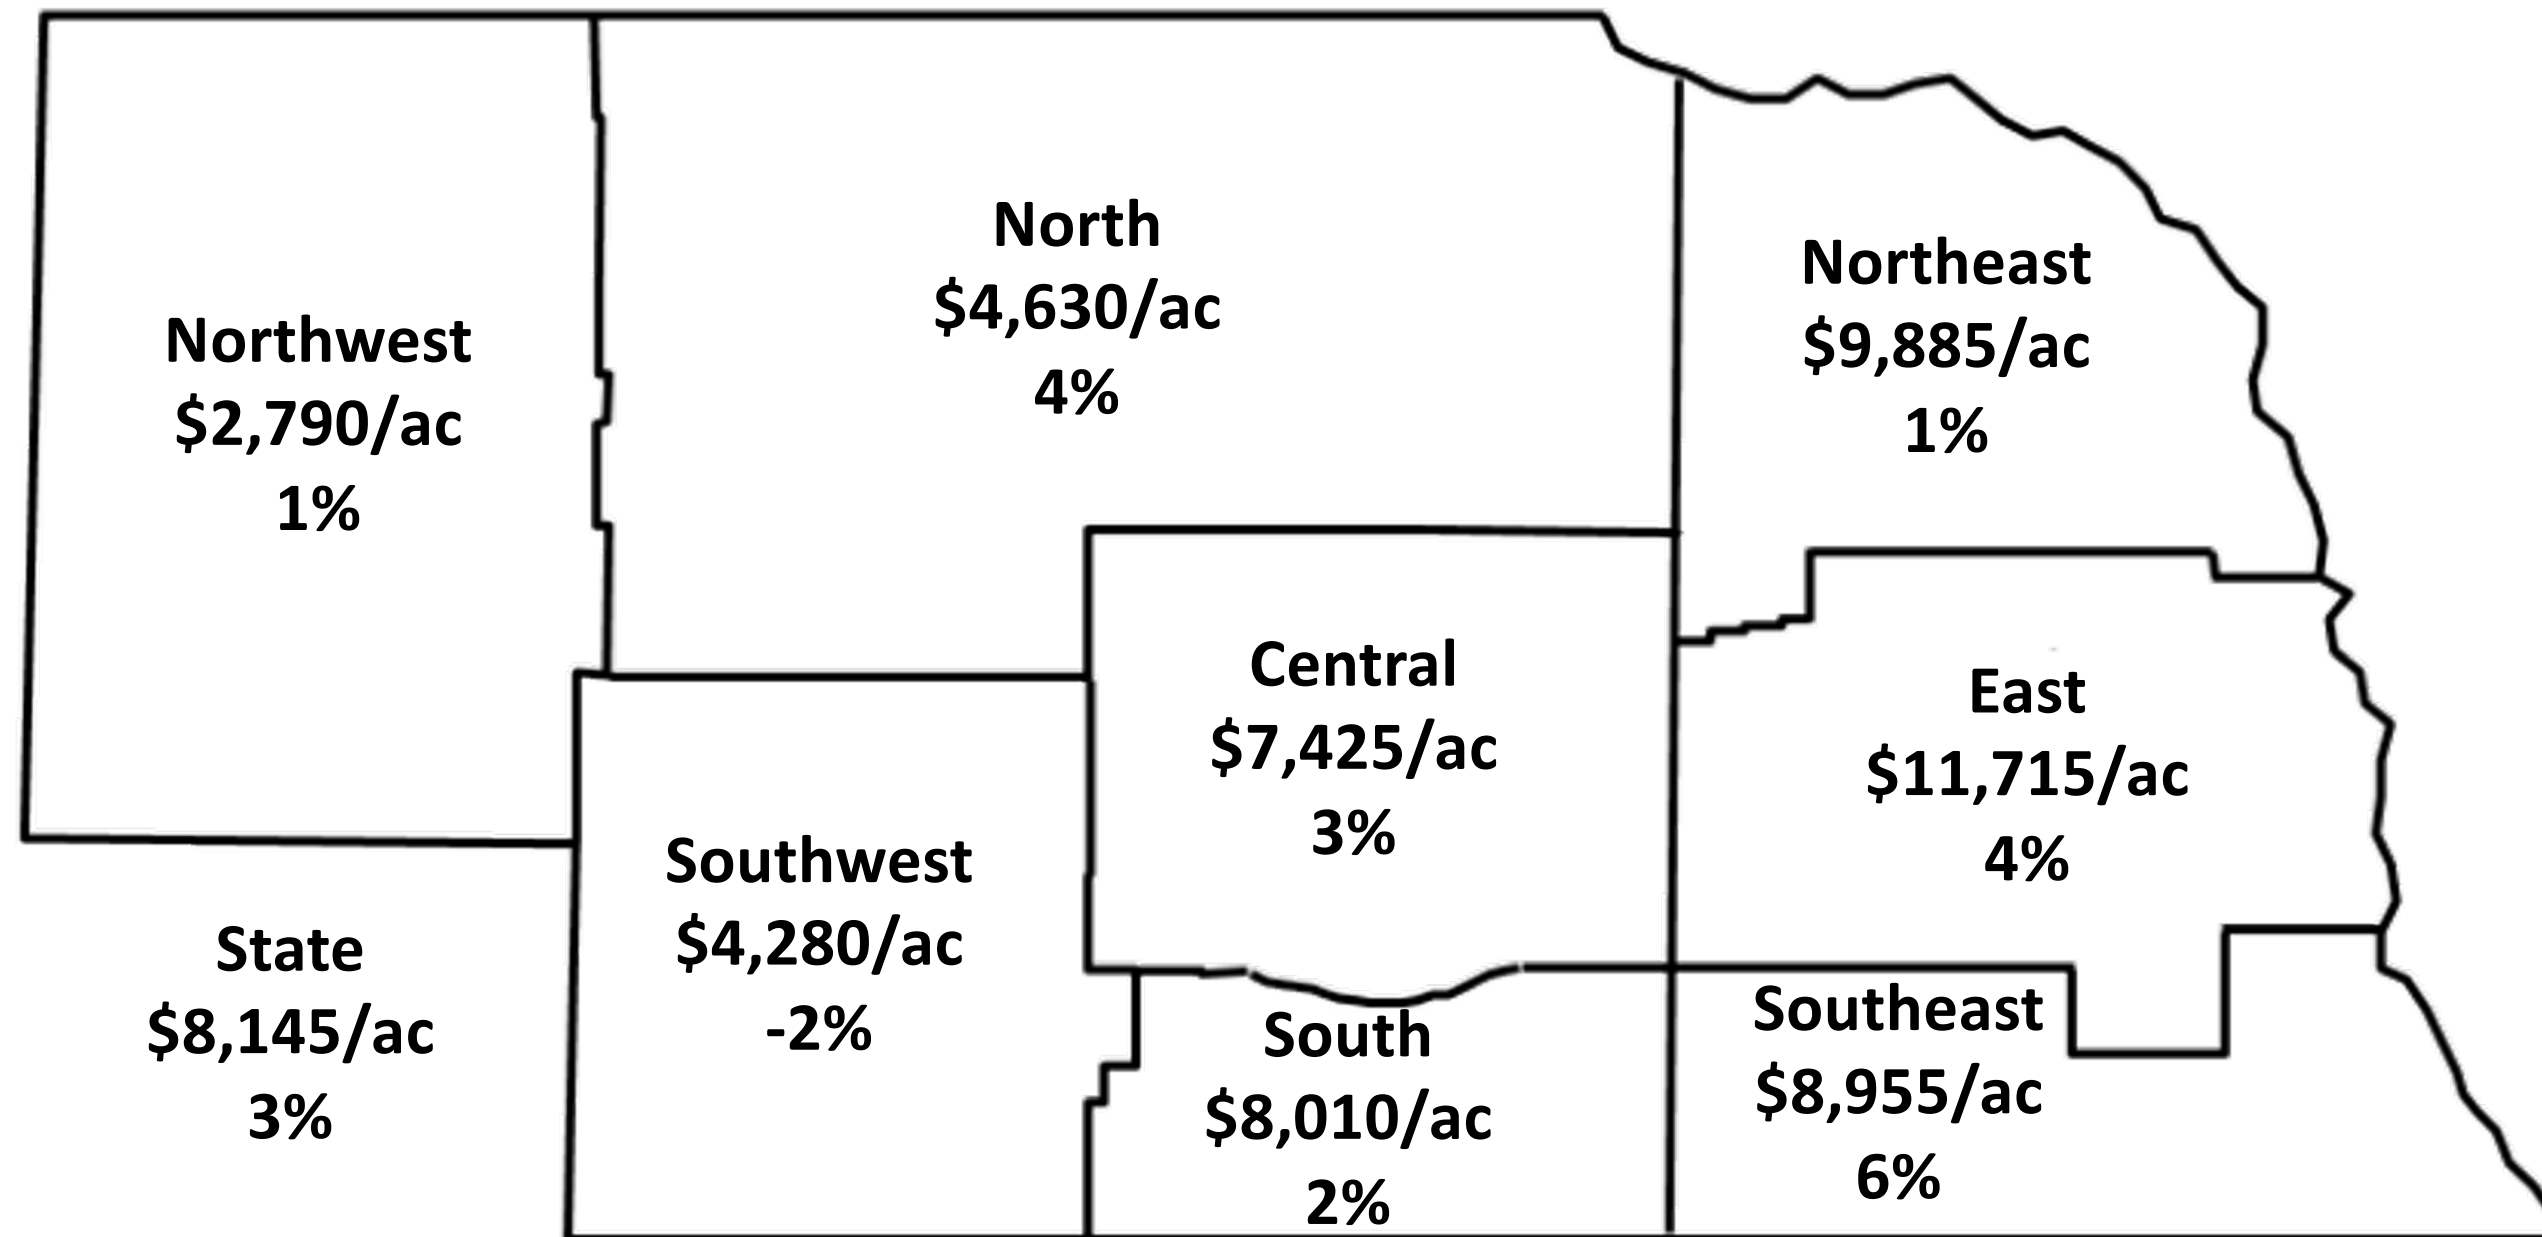 North
$4,630/ac
4%
Northeast
$9,885/ac
1%
Northwest
$2,790/ac
1%
Central
$7,425/ac
3%
East
$11,715/ac
4%
Southwest
$4,280/ac
-2%
State
$8,145/ac
3%
South
$8,010/ac
2%
Southeast
$8,955/ac
6%